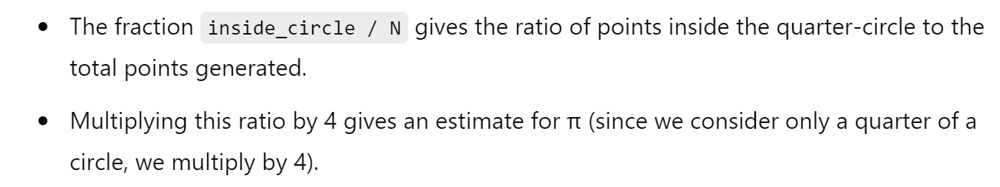 • The fraction inside_circle / N gives the ratio of points inside the quarter-circle to the
total points generated.
• Multiplying this ratio by 4 gives an estimate for π (since we consider only a quarter of a
circle, we multiply by 4).